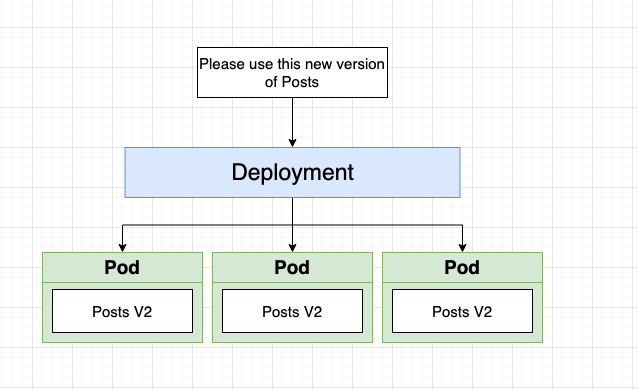 Please use this new version
of Posts
Deployment
Pod
Pod
Pod
Posts V2
Posts V2
Posts V2